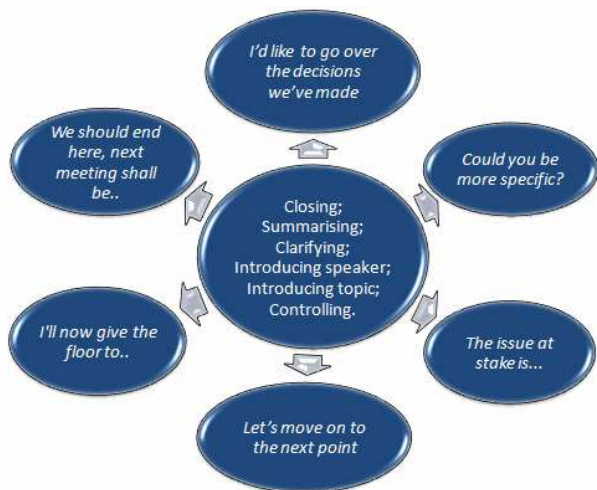 I'd like to go over
the decisions
we've made
We should end
here, next
meeting shall
be..
Could you be
more specific?
Closing;
Summarising;
Clarifying;
Introducing speaker;
Introducing topic;
Controlling.
I'll now give the
floor to..
The issue at
stake is...
Let's move on to
the next point